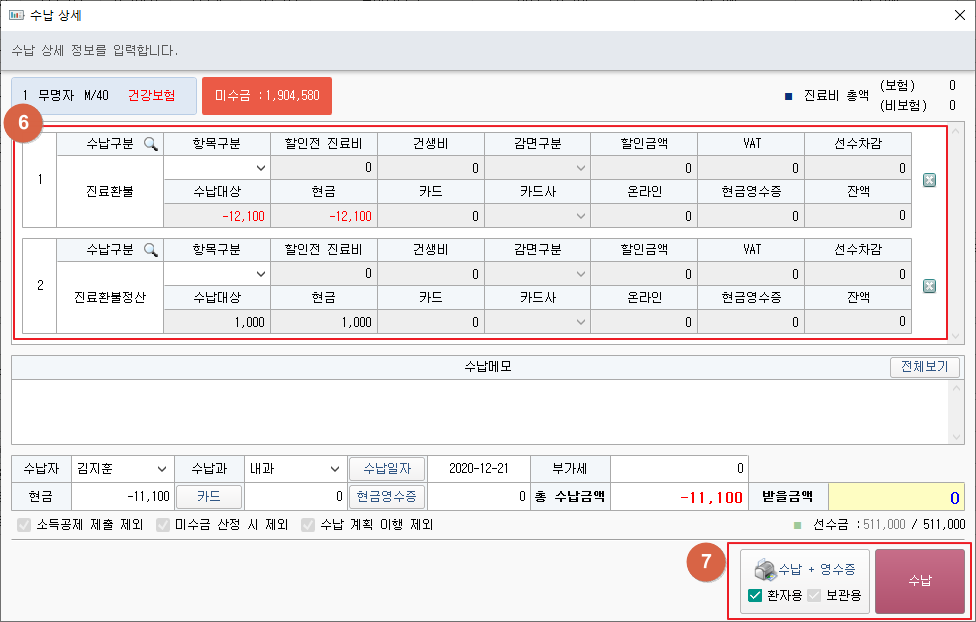 수납 상세
수납 상세 정보를 입력합니다.
1 무명자 M/40 건강보험 미수금 :1,904,580 ■ 진료비 총액 (보험) 0
(비보험) 0
6
수납구분 항목구분 할인전 진료비 건생비 감면구분 할인금액 VAT 선수차감
0 0 0 0 0
1 진료환불 수납대상 현금 카드 카드사 온라인 현금영수증 잔액
-12,100 -12,100 0 0 0 0
수납구분 항목구분 할인전 진료비 건생비 감면구분 할인금액 VAT 선수차감
0 0 0 0 0
2 진료환불정산 수납대상 현금 카드 카드사 온라인 현금영수증 잔액
1,000 1,000 0 0 0 0
수납메모 전체보기
수납자 김지훈 수납과 내과 수납일자 2020-12-21 부가세 0
현금 -11,100 카드 0 현금영수증 0 총 수납금액 -11,100 받을금액 0
소득공제 제출 제외 미수금 산정 시 제외 수납 계획 이행 제외 ■ 선수금 :511,000 / 511,000
7
수납 + 영수증 수납
환자용 보관용